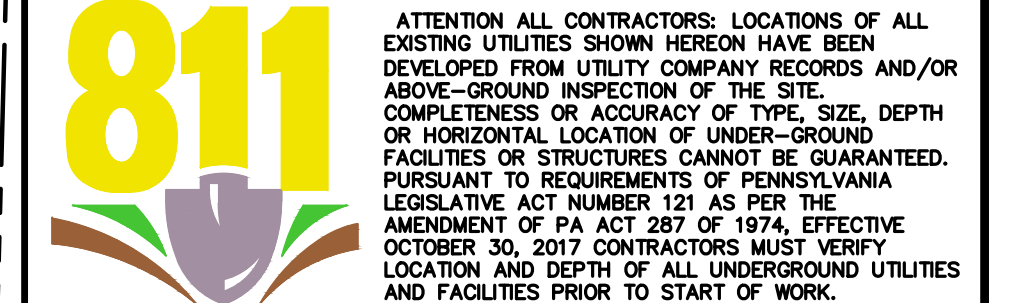 811
ATTENTION ALL CONTRACTORS: LOCATIONS OF ALL
EXISTING UTILITIES SHOWN HEREON HAVE BEEN
DEVELOPED FROM UTILITY COMPANY RECORDS AND/OR
ABOVE-GROUND INSPECTION OF THE SITE.
COMPLETENESS OR ACCURACY OF TYPE, SIZE, DEPTH
OR HORIZONTAL LOCATION OF UNDER-GROUND
FACILITIES OR STRUCTURES CANNOT BE GUARANTEED.
PURSUANT TO REQUIREMENTS OF PENNSYLVANIA
LEGISLATIVE ACT NUMBER 121 AS PER THE
AMENDMENT OF PA ACT 287 OF 1974, EFFECTIVE
OCTOBER 30, 2017 CONTRACTORS MUST VERIFY
LOCATION AND DEPTH OF ALL UNDERGROUND UTILITIES
AND FACILITIES PRIOR TO START OF WORK.